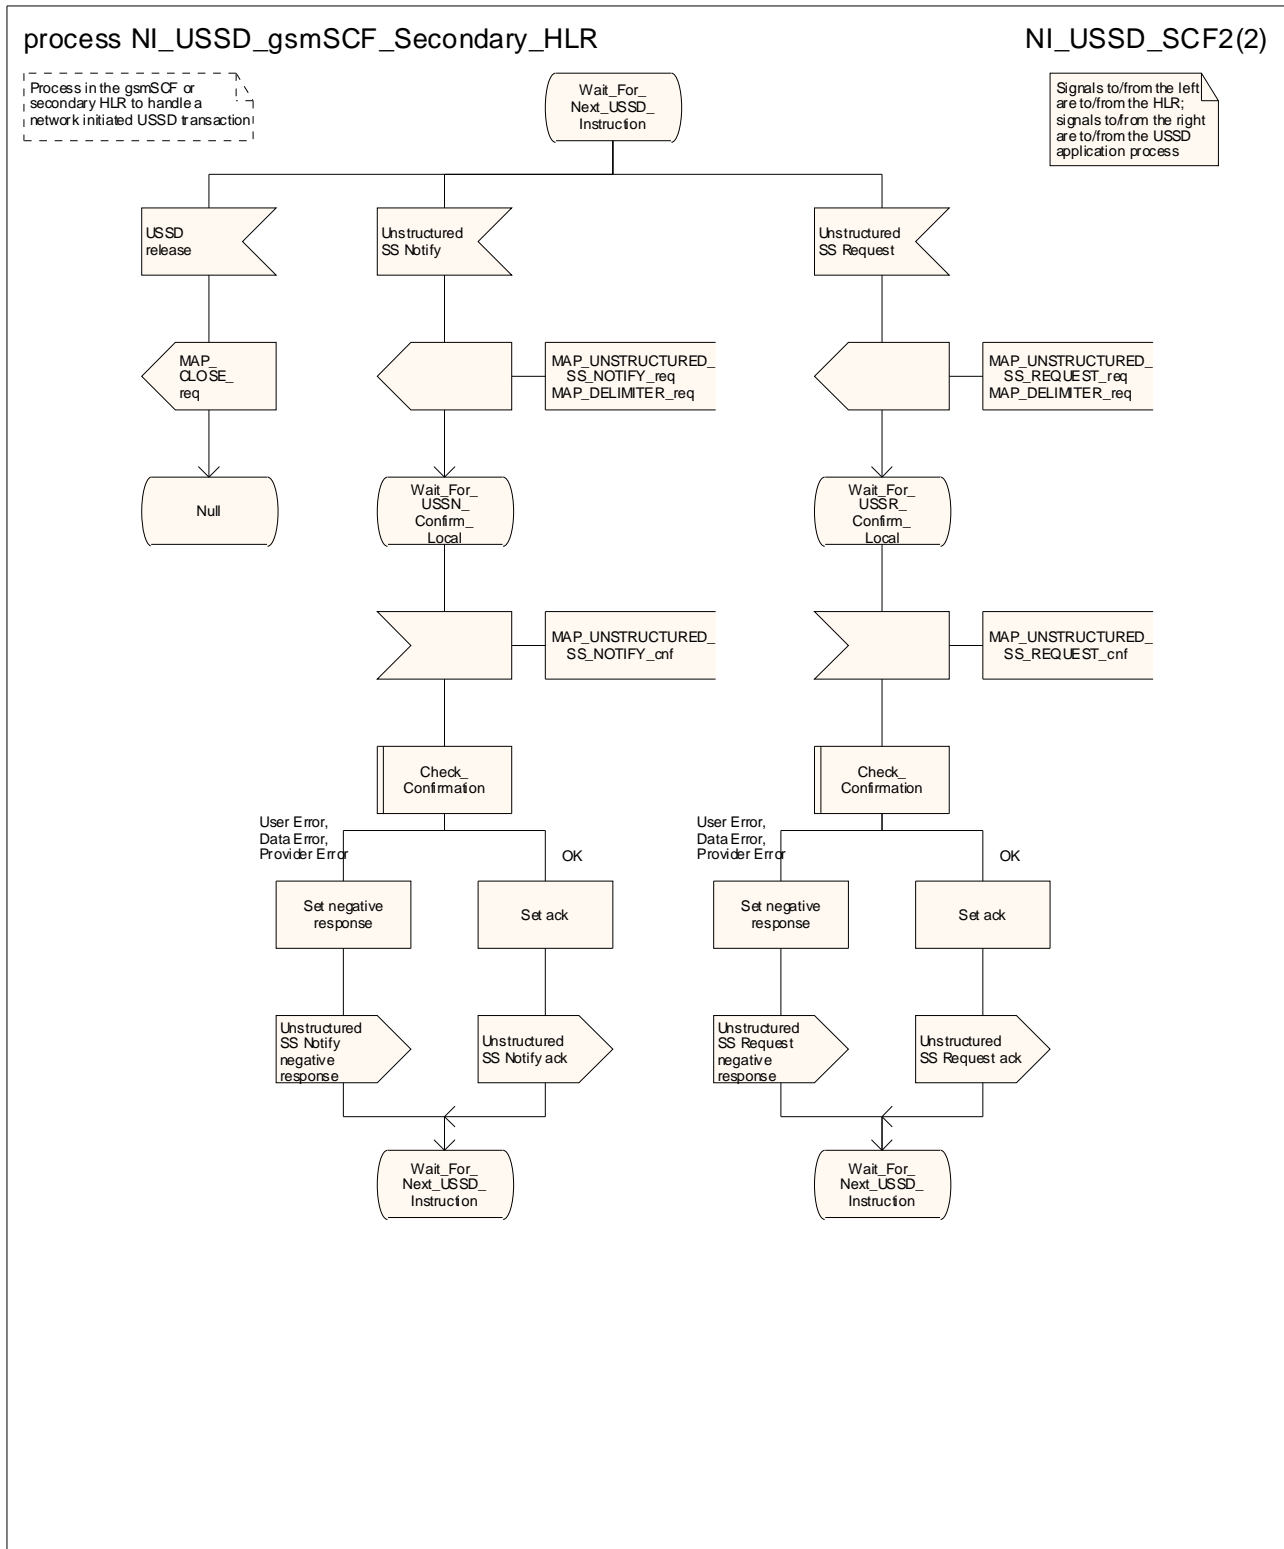 process NI_USSD_gsmSCF_Secondary_HLR
NI_USSD_SCF2(2)
Process in the gsmSCF or
secondary HLR to handle a
network initiated USSD transaction
Wait_For_
Next_USSD_
Instruction
Signals to/from the left
are to/from the HLR;
signals to/from the right
are to/from the USSD
application process
USSD
release
Unstructured
SS Notify
Unstructured
SS Request
MAP_
CLOSE_
req
MAP_UNSTRUCTURED_
SS_NOTIFY_req
MAP_DELIMITER_req
MAP_UNSTRUCTURED_
SS_REQUEST_req
MAP_DELIMITER_req
Null
Wait_For_
USSN_
Confirm_
Local
Wait_For_
USSR_
Confirm_
Local
MAP_UNSTRUCTURED_
SS_NOTIFY_cnf
MAP_UNSTRUCTURED_
SS_REQUEST_cnf
Check_
Confirmation
Check_
Confirmation
User Error,
Data Error,
Provider Error
OK
User Error,
Data Error,
Provider Error
OK
Set negative
response
Set ack
Set negative
response
Set ack
Unstructured
SS Notify
negative
response
Unstructured
SS Notify ack
Unstructured
SS Request
negative
response
Unstructured
SS Request ack
Wait_For_
Next_USSD_
Instruction
Wait_For_
Next_USSD_
Instruction